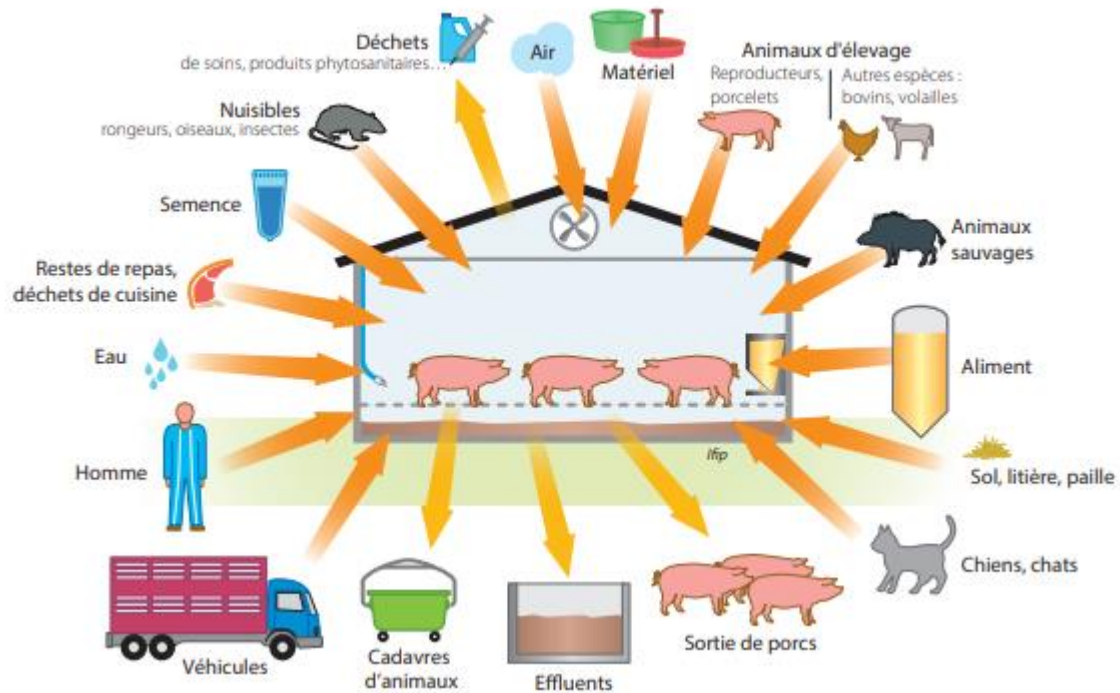 Déchets
de soins, produits phytosanitaires...
Air
Matériel
Animaux d'élevage
Reproducteurs,
porcelets
Autres espèces :
bovins, volailles
Nuisibles
rongeurs, oiseaux, insectes
Semence
Animaux
sauvages
Restes de repas,
déchets de cuisine
Eau
Aliment
Homme
Ifip
Sol, litière, paille
Chiens, chats
Véhicules
Cadavres
d'animaux
Effluents
Sortie de porcs